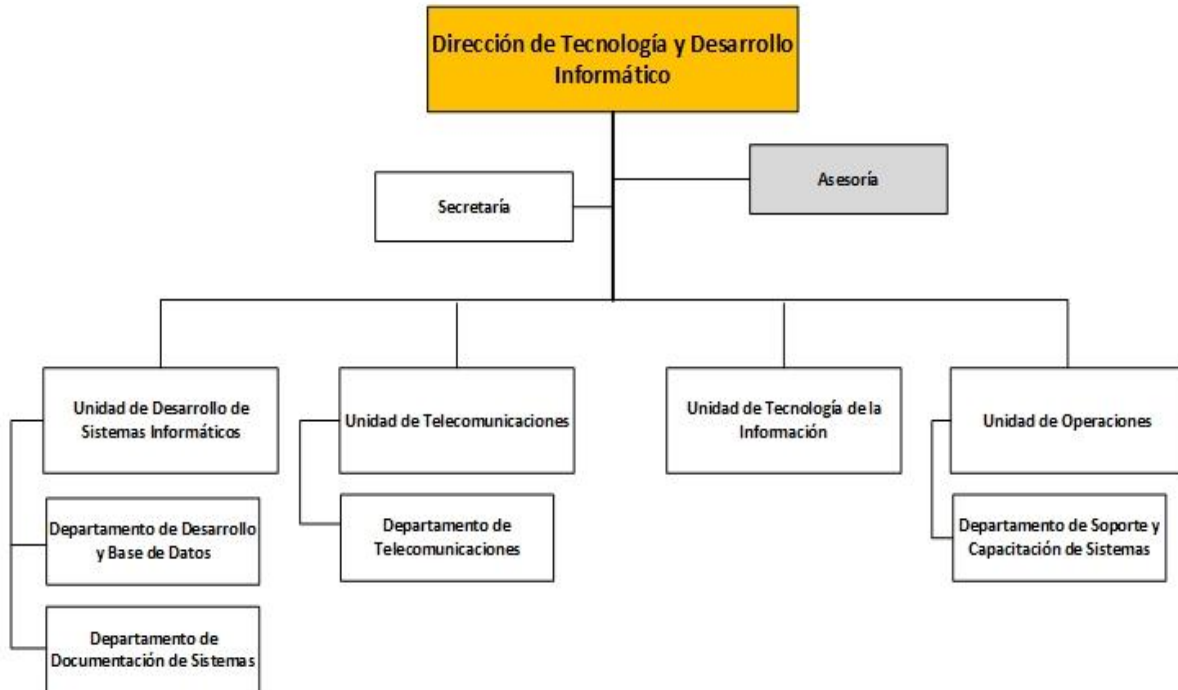 Dirección de Tecnología y Desarrollo
Informático
Asesoría
Secretaría
Unidad de Desarrollo de
Sistemas Informáticos
Unidad de Telecomunicaciones
Unidad de Tecnología de la
Información
Unidad de Operaciones
Departamento de Desarrollo
y Base de Datos
Departamento de
Telecomunicaciones
Departamento de Soporte y
Capacitación de Sistemas
Departamento de
Documentación de Sistemas